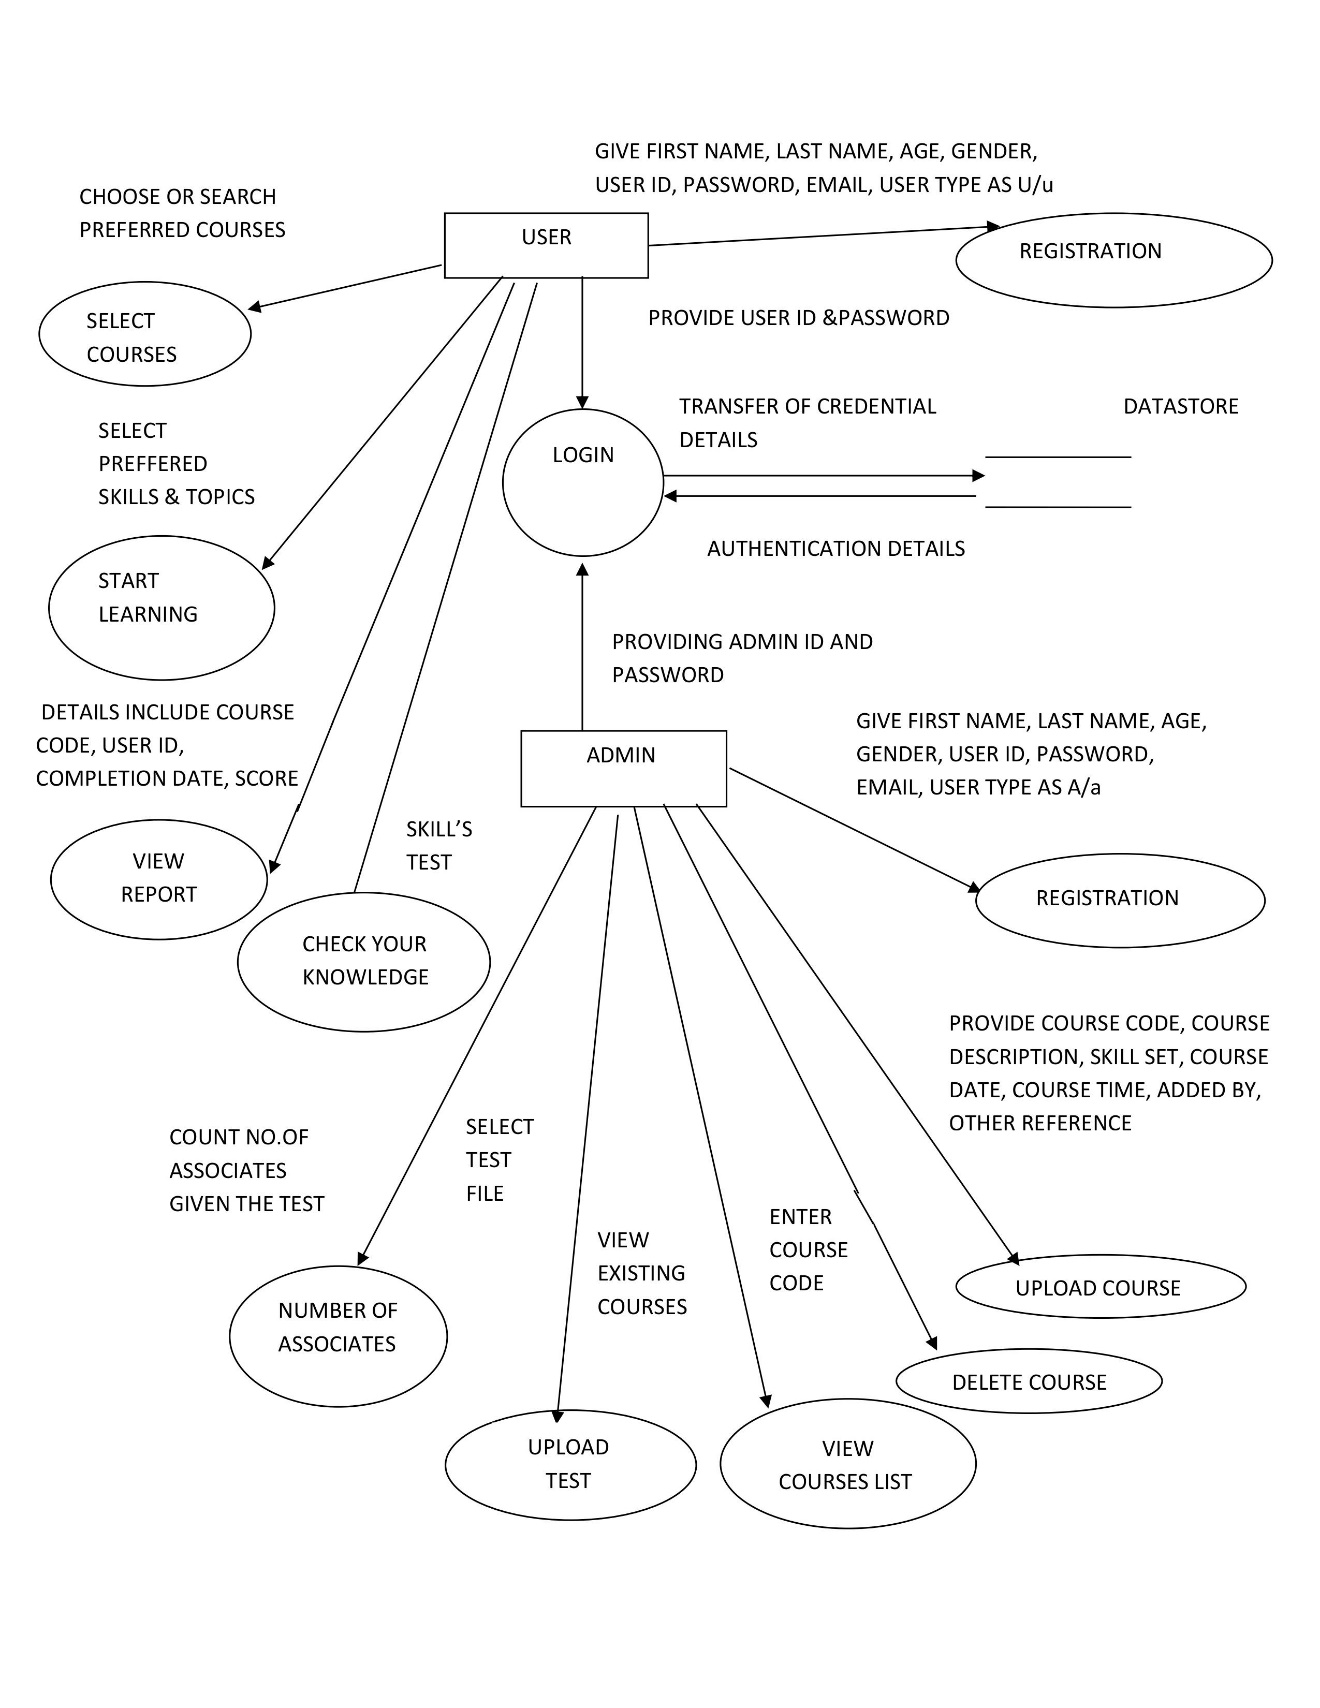 GIVE FIRST NAME, LAST NAME, AGE, GENDER,
USER ID, PASSWORD, EMAIL, USER TYPE AS U/u
CHOOSE OR SEARCH
PREFERRED COURSES
USER
REGISTRATION
SELECT
COURSES
PROVIDE USER ID &PASSWORD
TRANSFER OF CREDENTIAL
DETAILS
DATASTORE
SELECT
PREFFERED
SKILLS & TOPICS
LOGIN
AUTHENTICATION DETAILS
START
LEARNING
PROVIDING ADMIN ID AND
PASSWORD
DETAILS INCLUDE COURSE
CODE, USER ID,
COMPLETION DATE, SCORE
ADMIN
GIVE FIRST NAME, LAST NAME, AGE,
GENDER, USER ID, PASSWORD,
EMAIL, USER TYPE AS A/a
SKILL’S
TEST
VIEW
REPORT
REGISTRATION
CHECK YOUR
KNOWLEDGE
PROVIDE COURSE CODE, COURSE
DESCRIPTION, SKILL SET, COURSE
DATE, COURSE TIME, ADDED BY,
OTHER REFERENCE
COUNT NO.OF
ASSOCIATES
GIVEN THE TEST
SELECT
TEST
FILE
VIEW
EXISTING
COURSES
ENTER
COURSE
CODE
UPLOAD COURSE
NUMBER OF
ASSOCIATES
DELETE COURSE
UPLOAD
TEST
VIEW
COURSES LIST